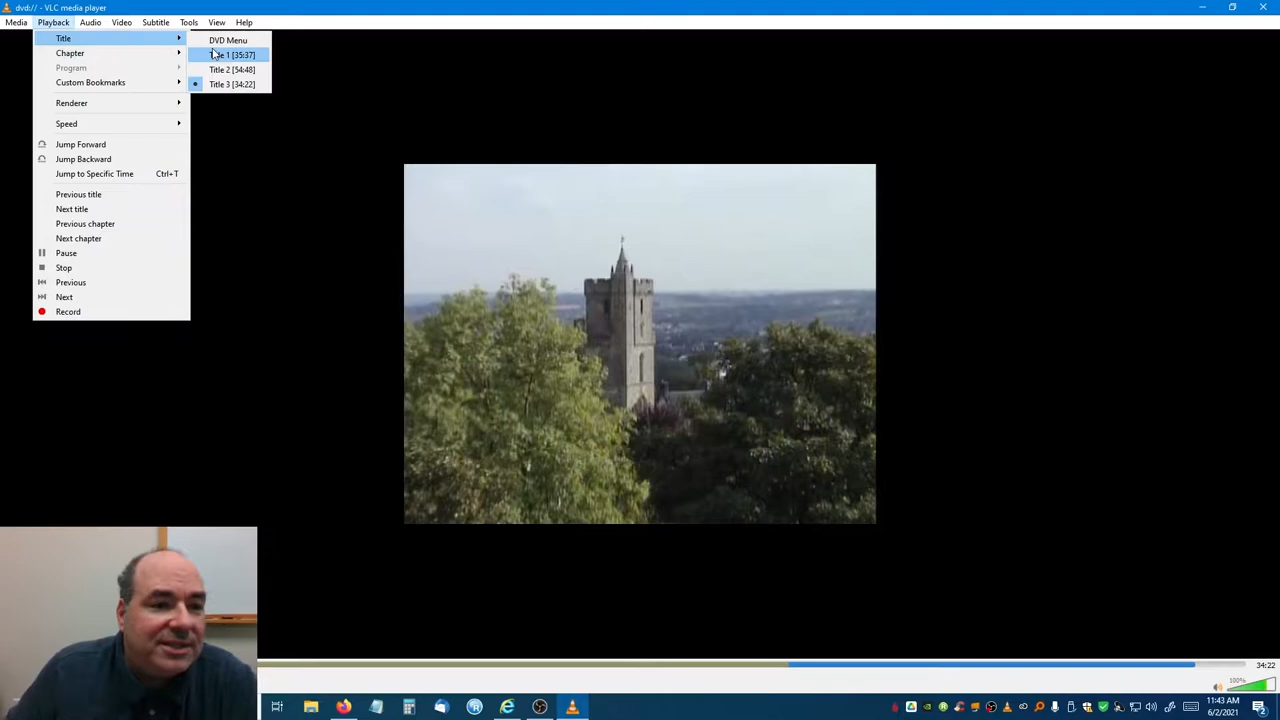 dvd:// - VLC media player
Media Playback Audio Video Subtitle Tools View Help
Title
DVD Menu
Chapter
[35:37]
Program
Title 2 [54:48]
Custom Bookmarks
Title 3 [34:22]
Renderer
Speed
Jump Forward
Jump Backward
Jump to Specific Time Ctrl+T
Previous title
Next title
Previous chapter
Next chapter
Pause
Stop
Previous
Next
Record
34:22
100%
11:43 AM
6/2/2021